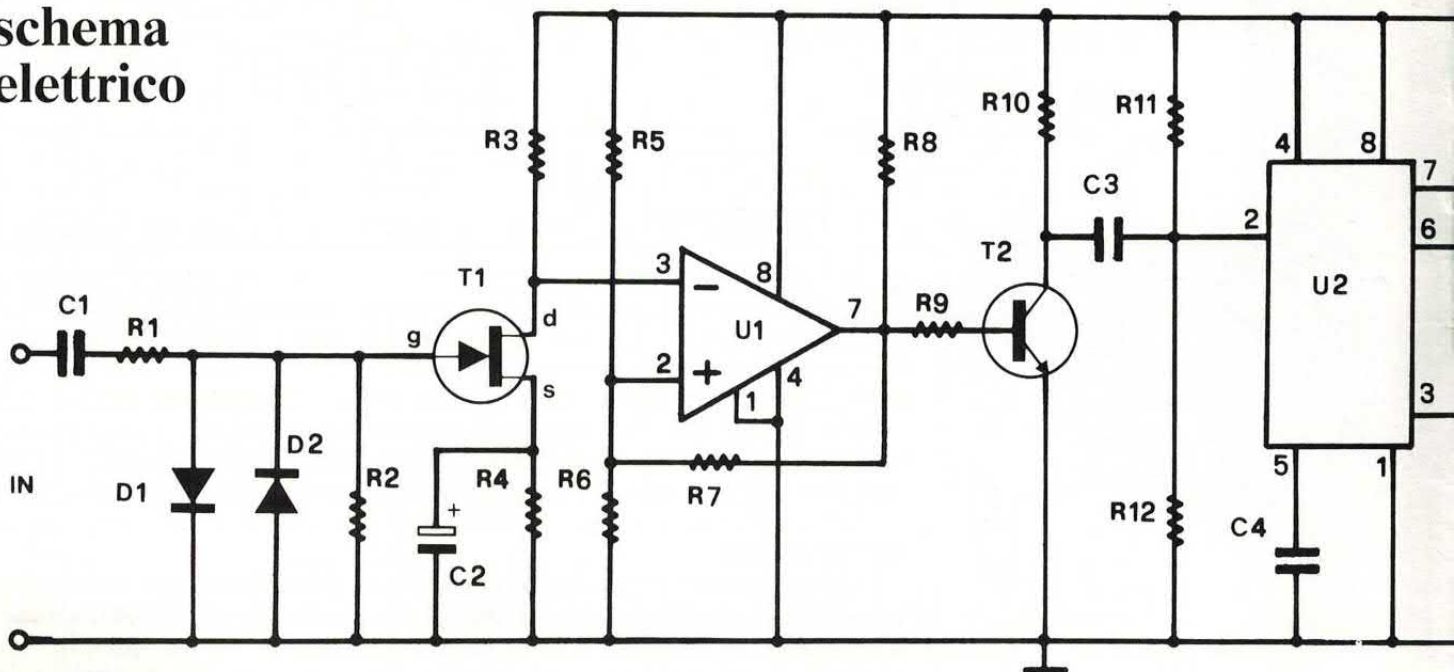 schema
elettrico
R3
R5
R8
R10
R11
4
8
7
6
C3
2
T2
U2
3
T1
3
−
8
7
R9
U1
C1
R1
g
d
s
2
+
4
1
3
IN
D1
D2
R2
R4
R6
R7
+
C2
R12
5
1
C4